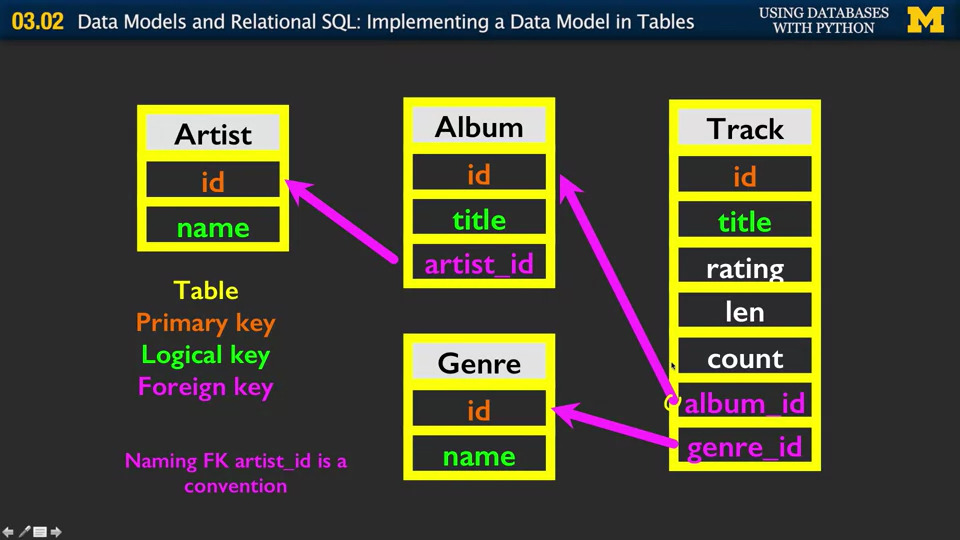 03.02 Data Models and Relational SQL: Implementing a Data Model in Tables
USING DATABASES
WITH PYTHON
M
Artist
id
name
Album
id
title
artist_id
Track
id
title
rating
len
count
album_id
genre_id
Genre
id
name
Table
Primary key
Logical key
Foreign key
Naming FK artist_id is a
convention